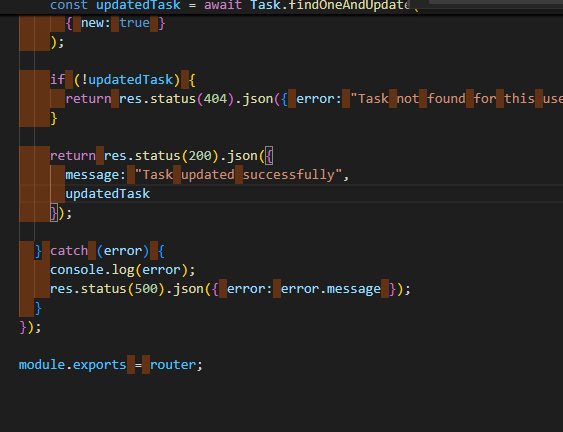 const updatedTask = await Task.findOneAndUpdate(
{ new: true }
);
if (!updatedTask) {
return res.status(404).json({ error: "Task not found for this use
}
return res.status(200).json({
message: "Task updated successfully",
updatedTask
});
} catch (error) {
console.log(error);
res.status(500).json({ error: error.message });
}
});
module.exports = router;